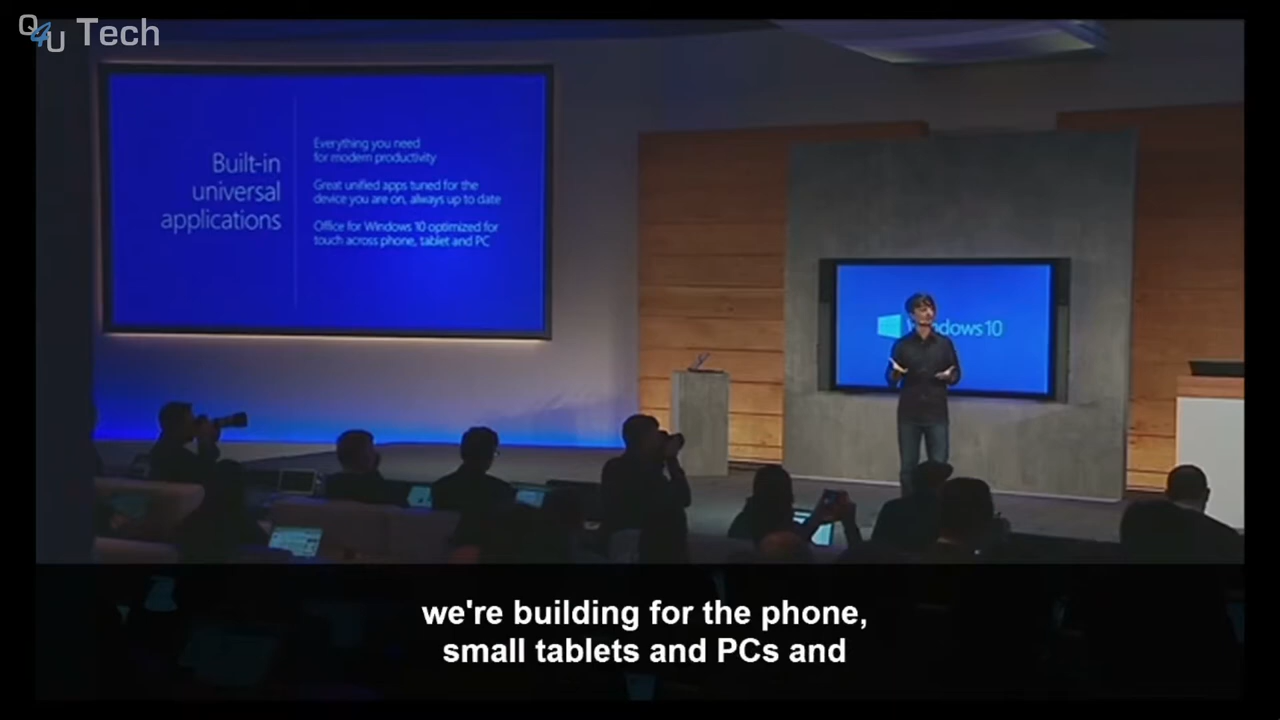 Q4U Tech
Built-in
universal
applications
Everything you need
for modern productivity
Great unified apps tuned for the
device you are on, always up to date
Office for Windows 10 optimized for
touch across phone, tablet and PC
Windows 10
we're building for the phone,
small tablets and PCs and